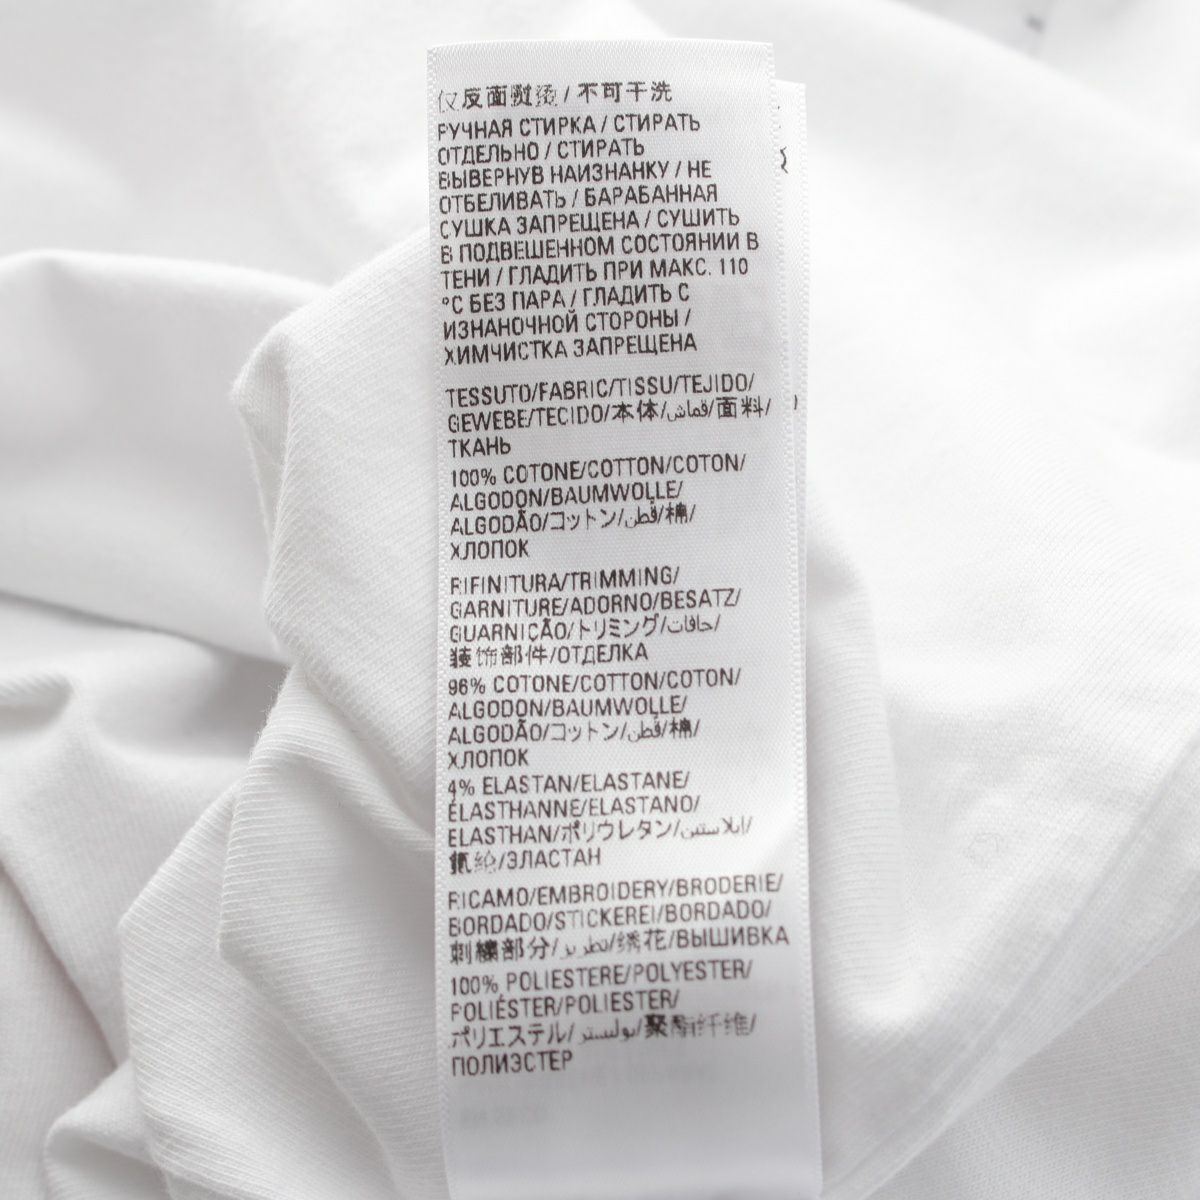 仅反面熨烫 / 不可干洗
РУЧНАЯ СТИРКА / СТИРАТЬ
ОТДЕЛЬНО / СТИРАТЬ
ВЫВЕРНУВ НАИЗНАНКУ / НЕ
ОТБЕЛИВАТЬ / БАРАБАННАЯ
СУШКА ЗАПРЕЩЕНА / СУШИТЬ
В ПОДВЕШЕННОМ СОСТОЯНИИ В
ТЕНИ / ГЛАДИТЬ ПРИ МАКС. 110
°C БЕЗ ПАРА / ГЛАДИТЬ С
ИЗНАНОЧНОЙ СТОРОНЫ /
ХИМЧИСТКА ЗАПРЕЩЕНА
TESSUTO/FABRIC/TISSU/TEJIDO/
GEWEBE/TECIDO/本体/قماش/面料/
ТКАНЬ
100% COTONE/COTTON/COTON/
ALGODON/BAUMWOLLE/
ALGODÃO/コットン/قطن/棉/
ХЛОПОК
RIFINITURA/TRIMMING/
GARNITURE/ADORNO/BESATZ/
GUARNIÇÃO/トリミング/حافات/
装饰部件/ОТДЕЛКА
96% COTONE/COTTON/COTON/
ALGODON/BAUMWOLLE/
ALGODÃO/コットン/قطن/棉/
ХЛОПОК
4% ELASTAN/ELASTANE/
ÉLASTHANNE/ELASTANO/
ELASTHAN/ポリウレタン/ايلاستين/
氨纶/ЭЛАСТАН
RICAMO/EMBROIDERY/BRODERIE/
BORDADO/STICKEREI/BORDADO/
刺繍部分/تطريز/绣花/ВЫШИВКА
100% POLIESTERE/POLYESTER/
POLIÉSTER/POLIESTER/
ポリエステル/بوليستر/聚酯纤维/
ПОЛИЭСТЕР